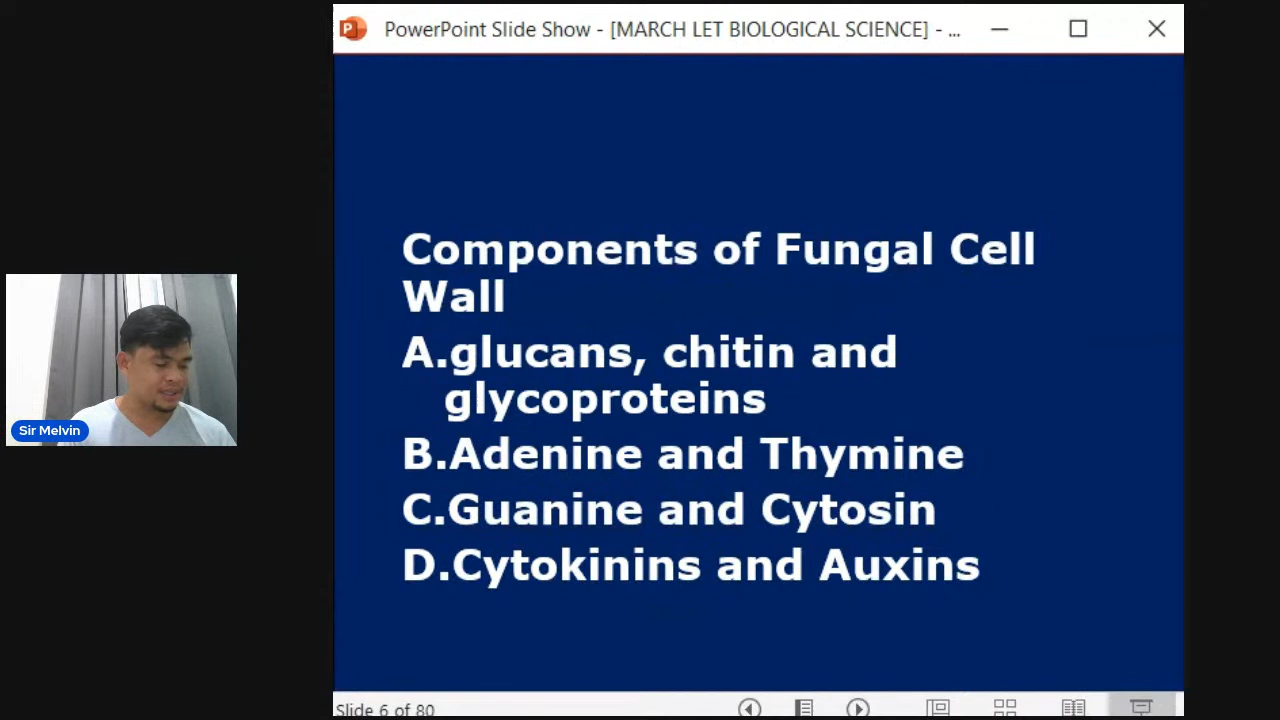 PowerPoint Slide Show - [MARCH LET BIOLOGICAL SCIENCE] - ...
Components of Fungal Cell
Wall
A.glucans, chitin and
glycoproteins
B.Adenine and Thymine
C.Guanine and Cytosin
D.Cytokinins and Auxins
Sir Melvin
Slide 6 of 80